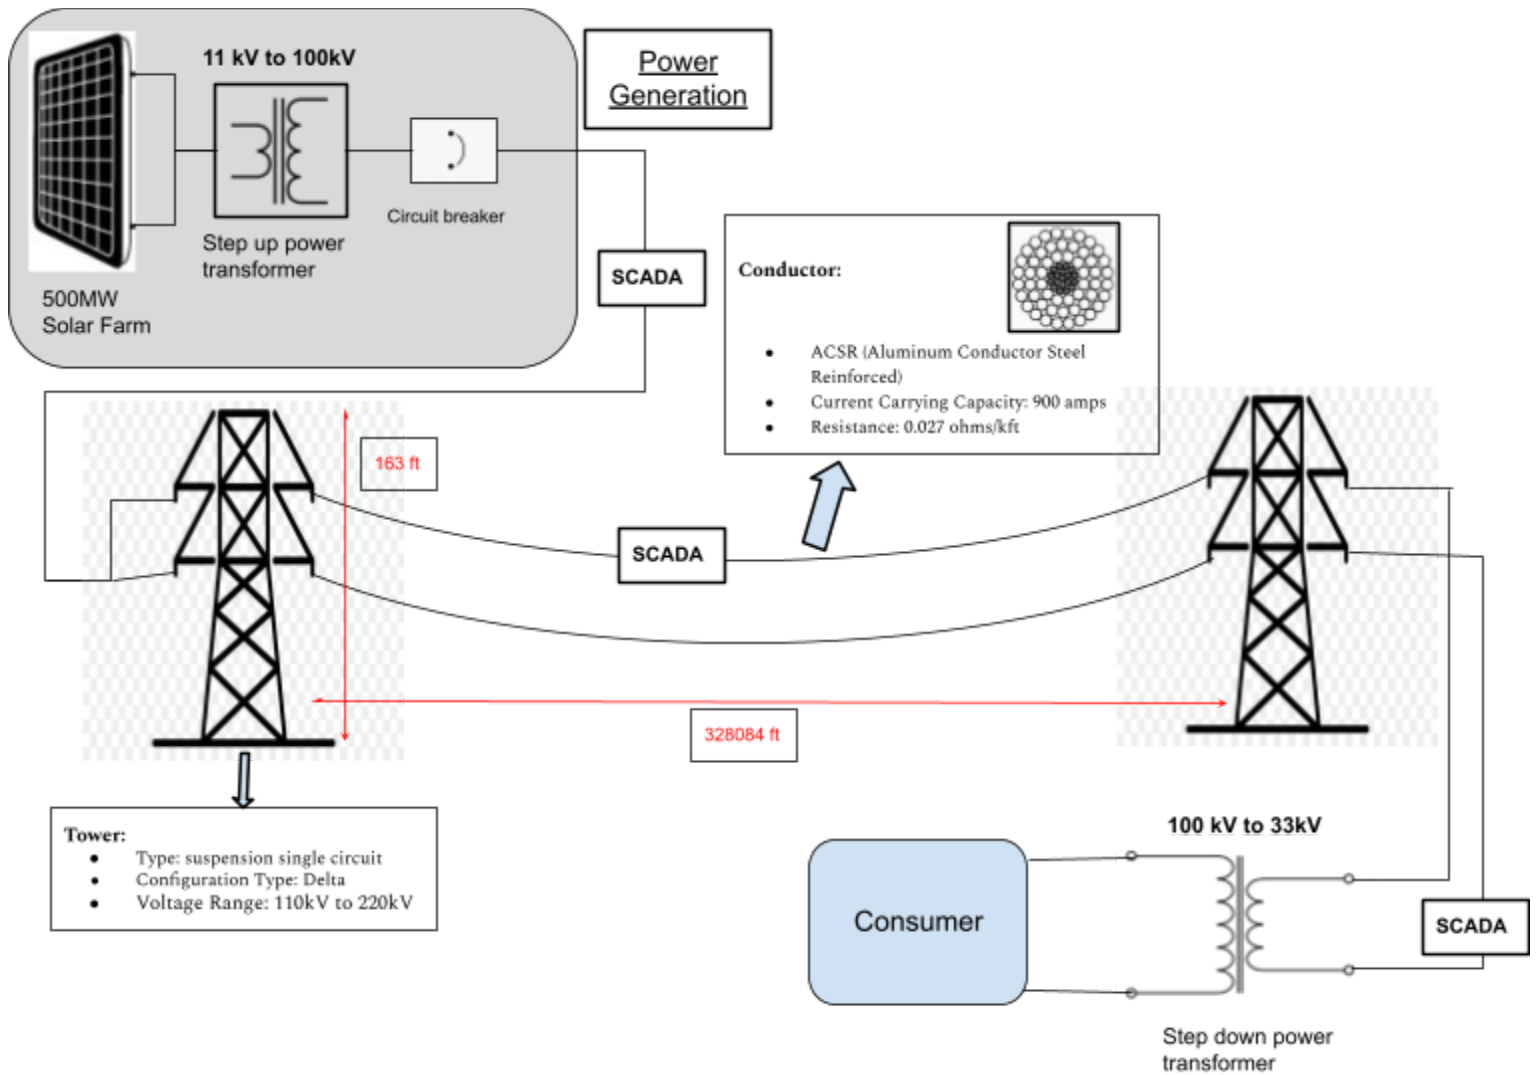 11 kV to 100kV
Power
Generation
Circuit breaker
Step up power
transformer
500MW
Solar Farm
SCADA
Conductor:
● ACSR (Aluminum Conductor Steel
Reinforced)
● Current Carrying Capacity: 900 amps
● Resistance: 0.027 ohms/kft
163 ft
SCADA
328084 ft
Tower:
● Type: suspension single circuit
● Configuration Type: Delta
● Voltage Range: 110kV to 220kV
100 kV to 33kV
Consumer
SCADA
Step down power
transformer